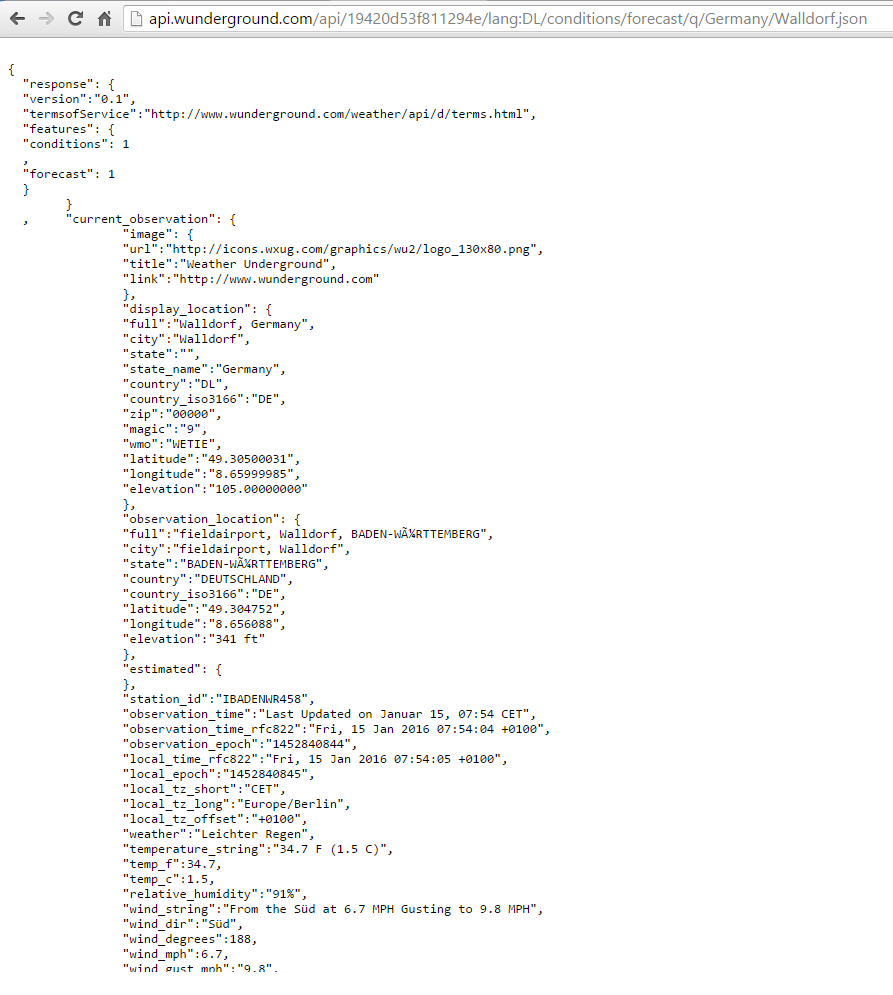 api.wunderground.com/api/19420d53f811294e/lang:DL/conditions/forecast/q/Germany/Walldorf.json
{
"response": {
"version":"0.1",
"termsofService":"http://www.wunderground.com/weather/api/d/terms.html",
"features": {
"conditions": 1
,
"forecast": 1
}
}
, "current_observation": {
"image": {
"url":"http://icons.wxug.com/graphics/wu2/logo_130x80.png",
"title":"Weather Underground",
"link":"http://www.wunderground.com"
},
"display_location": {
"full":"Walldorf, Germany",
"city":"Walldorf",
"state":"",
"state_name":"Germany",
"country":"DL",
"country_iso3166":"DE",
"zip":"00000",
"magic":"9",
"wmo":"WETIE",
"latitude":"49.30500031",
"longitude":"8.65999985",
"elevation":"105.00000000"
},
"observation_location": {
"full":"fieldairport, Walldorf, BADEN-WÃ¼RTTEMBERG",
"city":"fieldairport, Walldorf",
"state":"BADEN-WÃ¼RTTEMBERG",
"country":"DEUTSCHLAND",
"country_iso3166":"DE",
"latitude":"49.304752",
"longitude":"8.656088",
"elevation":"341 ft"
},
"estimated": {
},
"station_id":"IBADENWR458",
"observation_time":"Last Updated on Januar 15, 07:54 CET",
"observation_time_rfc822":"Fri, 15 Jan 2016 07:54:04 +0100",
"observation_epoch":"1452840844",
"local_time_rfc822":"Fri, 15 Jan 2016 07:54:05 +0100",
"local_epoch":"1452840845",
"local_tz_short":"CET",
"local_tz_long":"Europe/Berlin",
"local_tz_offset":"+0100",
"weather":"Leichter Regen",
"temperature_string":"34.7 F (1.5 C)",
"temp_f":34.7,
"temp_c":1.5,
"relative_humidity":"91%",
"wind_string":"From the Süd at 6.7 MPH Gusting to 9.8 MPH",
"wind_dir":"Süd",
"wind_degrees":188,
"wind_mph":6.7,
"wind_gust_mph":"9.8",